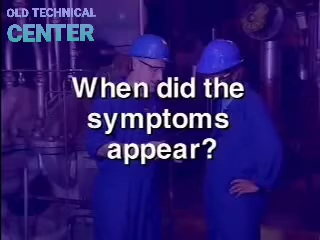 OLD TECHNICAL
CENTER
When did the
symptoms
appear?